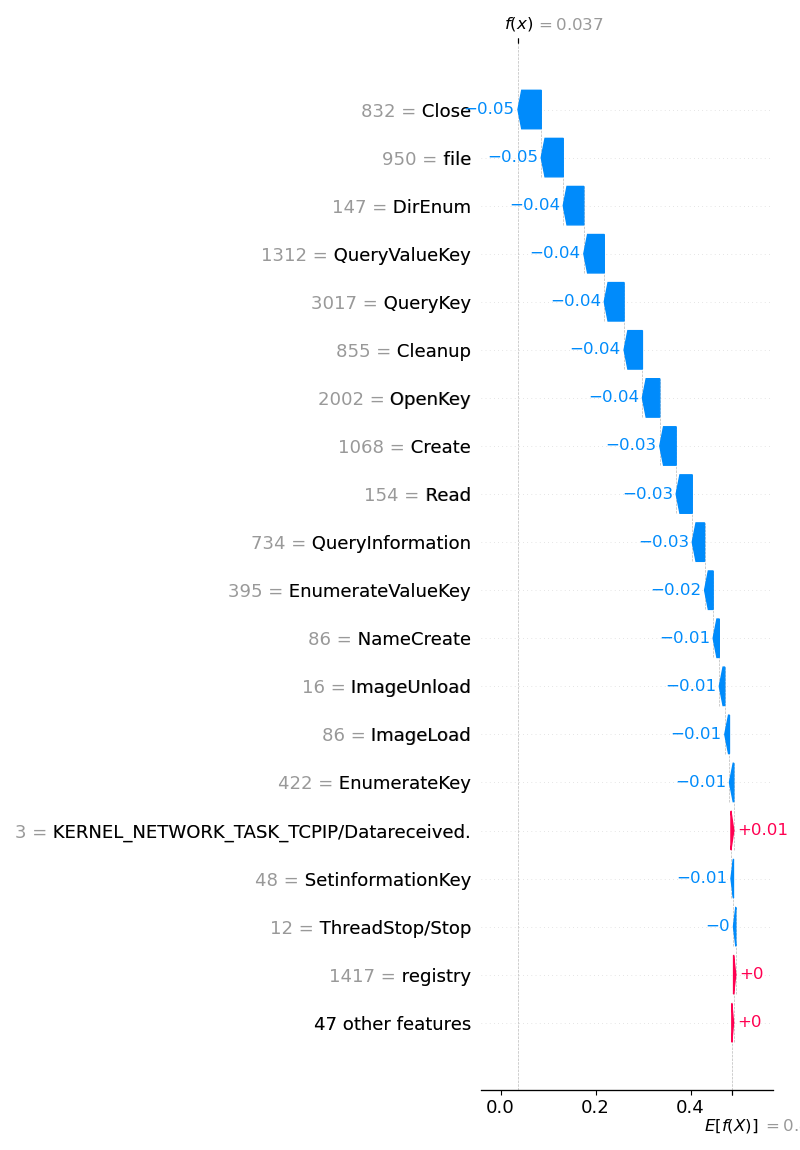 f(x) = 0.037
832 = Close −0.05
950 = file −0.05
147 = DirEnum −0.04
1312 = QueryValueKey −0.04
3017 = QueryKey −0.04
855 = Cleanup −0.04
2002 = OpenKey −0.04
1068 = Create −0.03
154 = Read −0.03
734 = QueryInformation −0.03
395 = EnumerateValueKey −0.02
86 = NameCreate −0.01
16 = ImageUnload −0.01
86 = ImageLoad −0.01
422 = EnumerateKey −0.01
3 = KERNEL_NETWORK_TASK_TCPIP/Datareceived. +0.01
48 = SetinformationKey −0.01
12 = ThreadStop/Stop −0
1417 = registry +0
47 other features +0
0.0 0.2 0.4
E[f(X)] = 0.